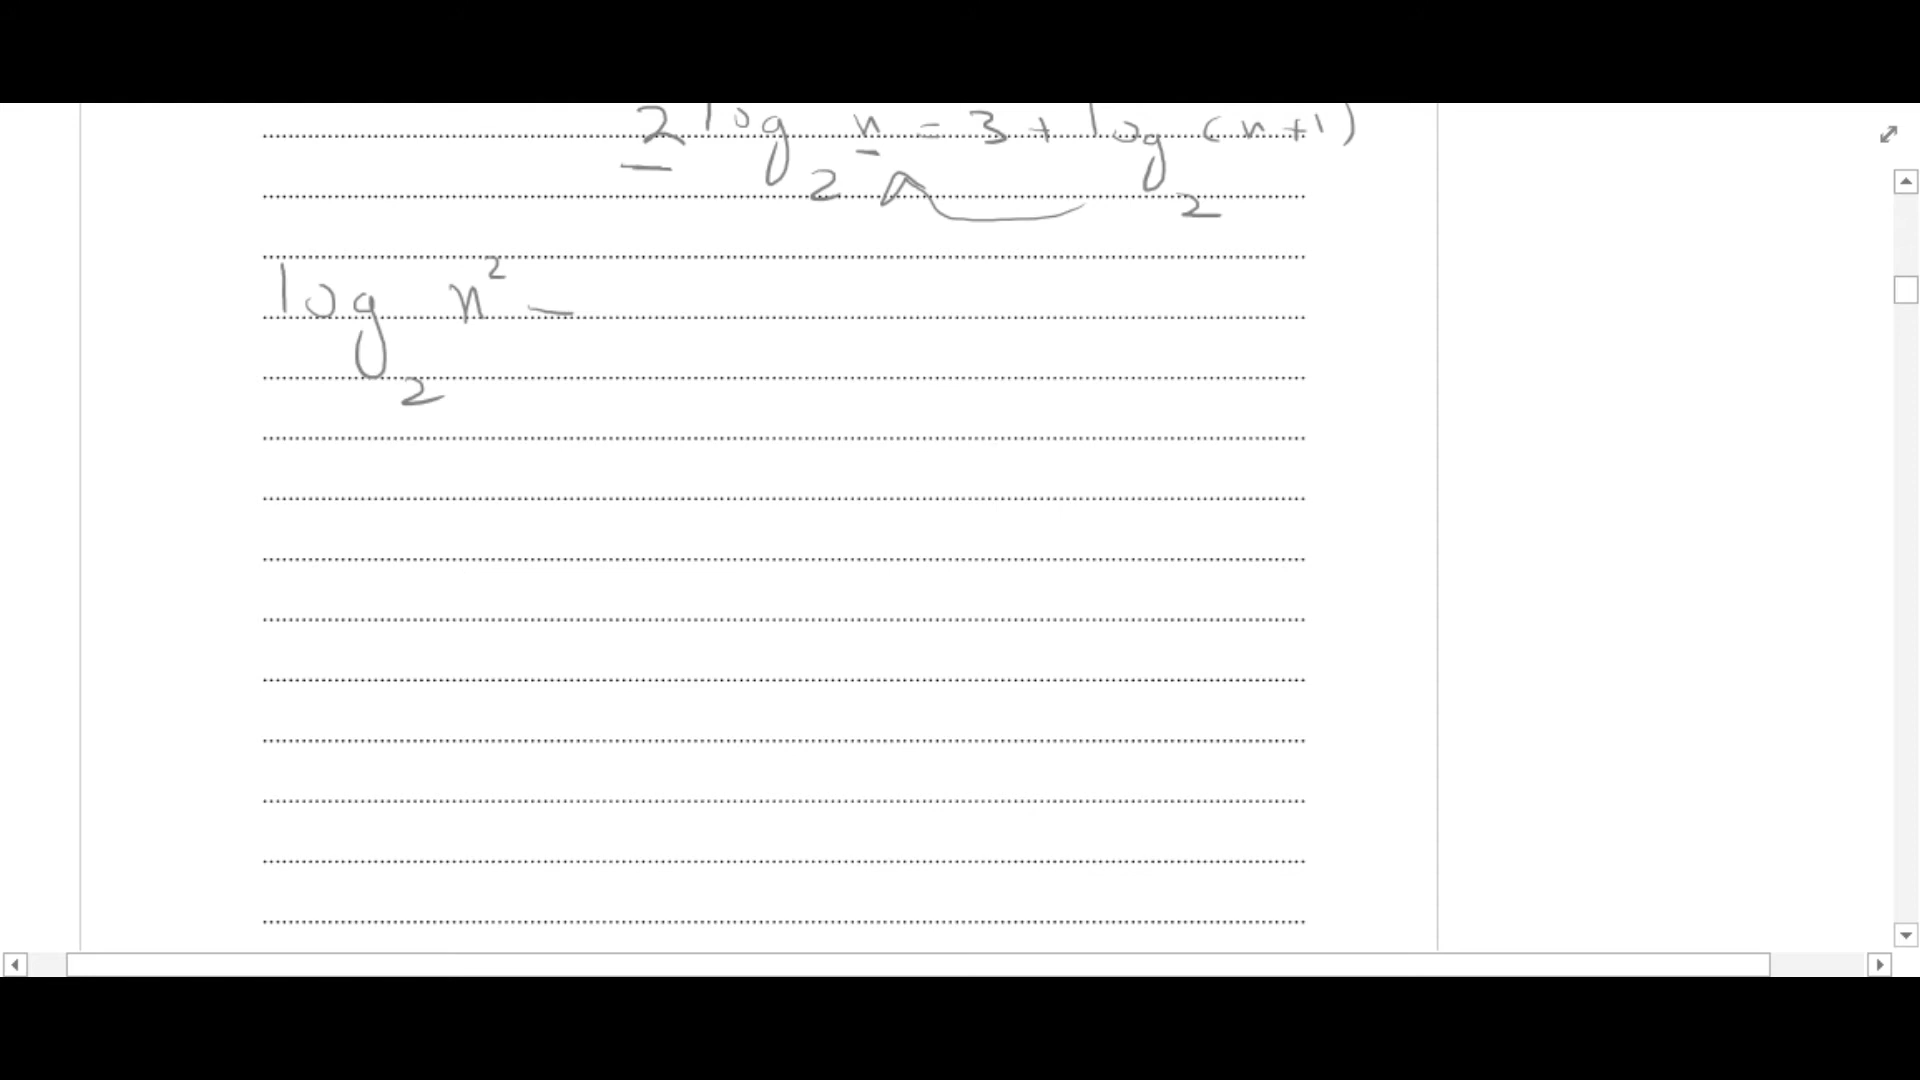 2 log₂ n = 3 + log₂ (n+1)
log₂ n² –